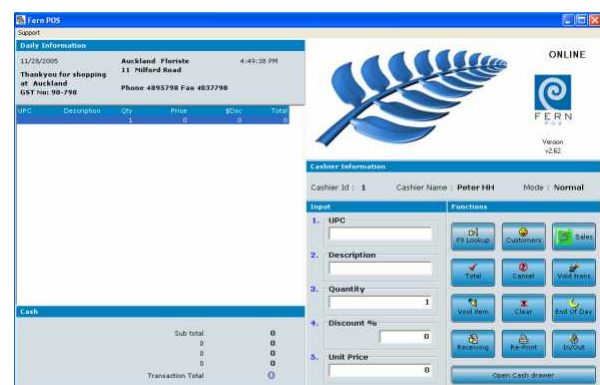 Fern POS
Support
Daily Information
11/28/2005 Auckland Floriste 4:49:38 PM
11 Milford Road
Thankyou for shopping
at Auckland
Phone 4895798 Fax 4937798
GST No: 90-790
UPC Description Qty Price $Disc Total
1 0 0 0
ONLINE
FERN
POS
Version
v2.62
Cashier Information
Cashier Id : 1 Cashier Name : Peter HH Mode : Normal
Input Functions
1. UPC
2. Description
3. Quantity
1
4. Discount %
0
5. Unit Price
0
F9 Lookup Customers Sales
Total Cancel Void trans
Void item Clear End Of Day
Receiving Re-Print In/Out
Open Cash drawer
Cash
Sub total 0
0 0
0 0
Transaction Total 0